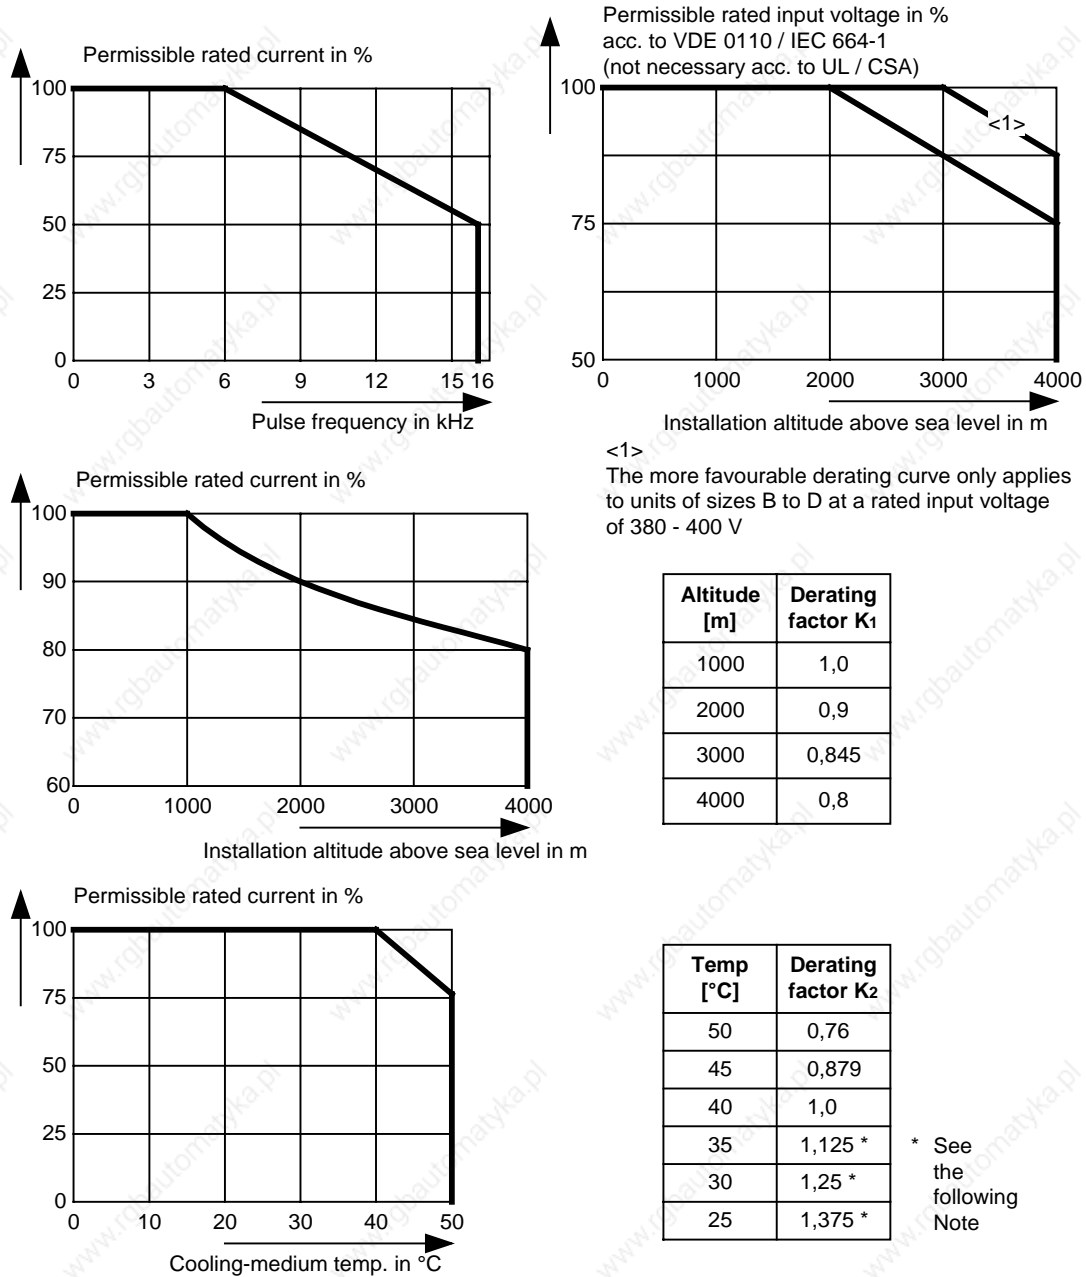 Permissible rated current in %
100
75
50
25
0
0 3 6 9 12 15 16
Pulse frequency in kHz
Permissible rated input voltage in %
acc. to VDE 0110 / IEC 664-1
(not necessary acc. to UL / CSA)
100
<1>
75
50
0 1000 2000 3000 4000
Installation altitude above sea level in m
<1>
The more favourable derating curve only applies
to units of sizes B to D at a rated input voltage
of 380 - 400 V
Permissible rated current in %
100
90
80
70
60
0 1000 2000 3000 4000
Installation altitude above sea level in m
Altitude [m] Derating factor K1
1000 1,0
2000 0,9
3000 0,845
4000 0,8
Permissible rated current in %
100
75
50
25
0
0 10 20 30 40 50
Cooling-medium temp. in °C
Temp [°C] Derating factor K2
50 0,76
45 0,879
40 1,0
35 1,125 *
30 1,25 *
25 1,375 *
* See
the
following
Note
www.rgbautomatyka.pl